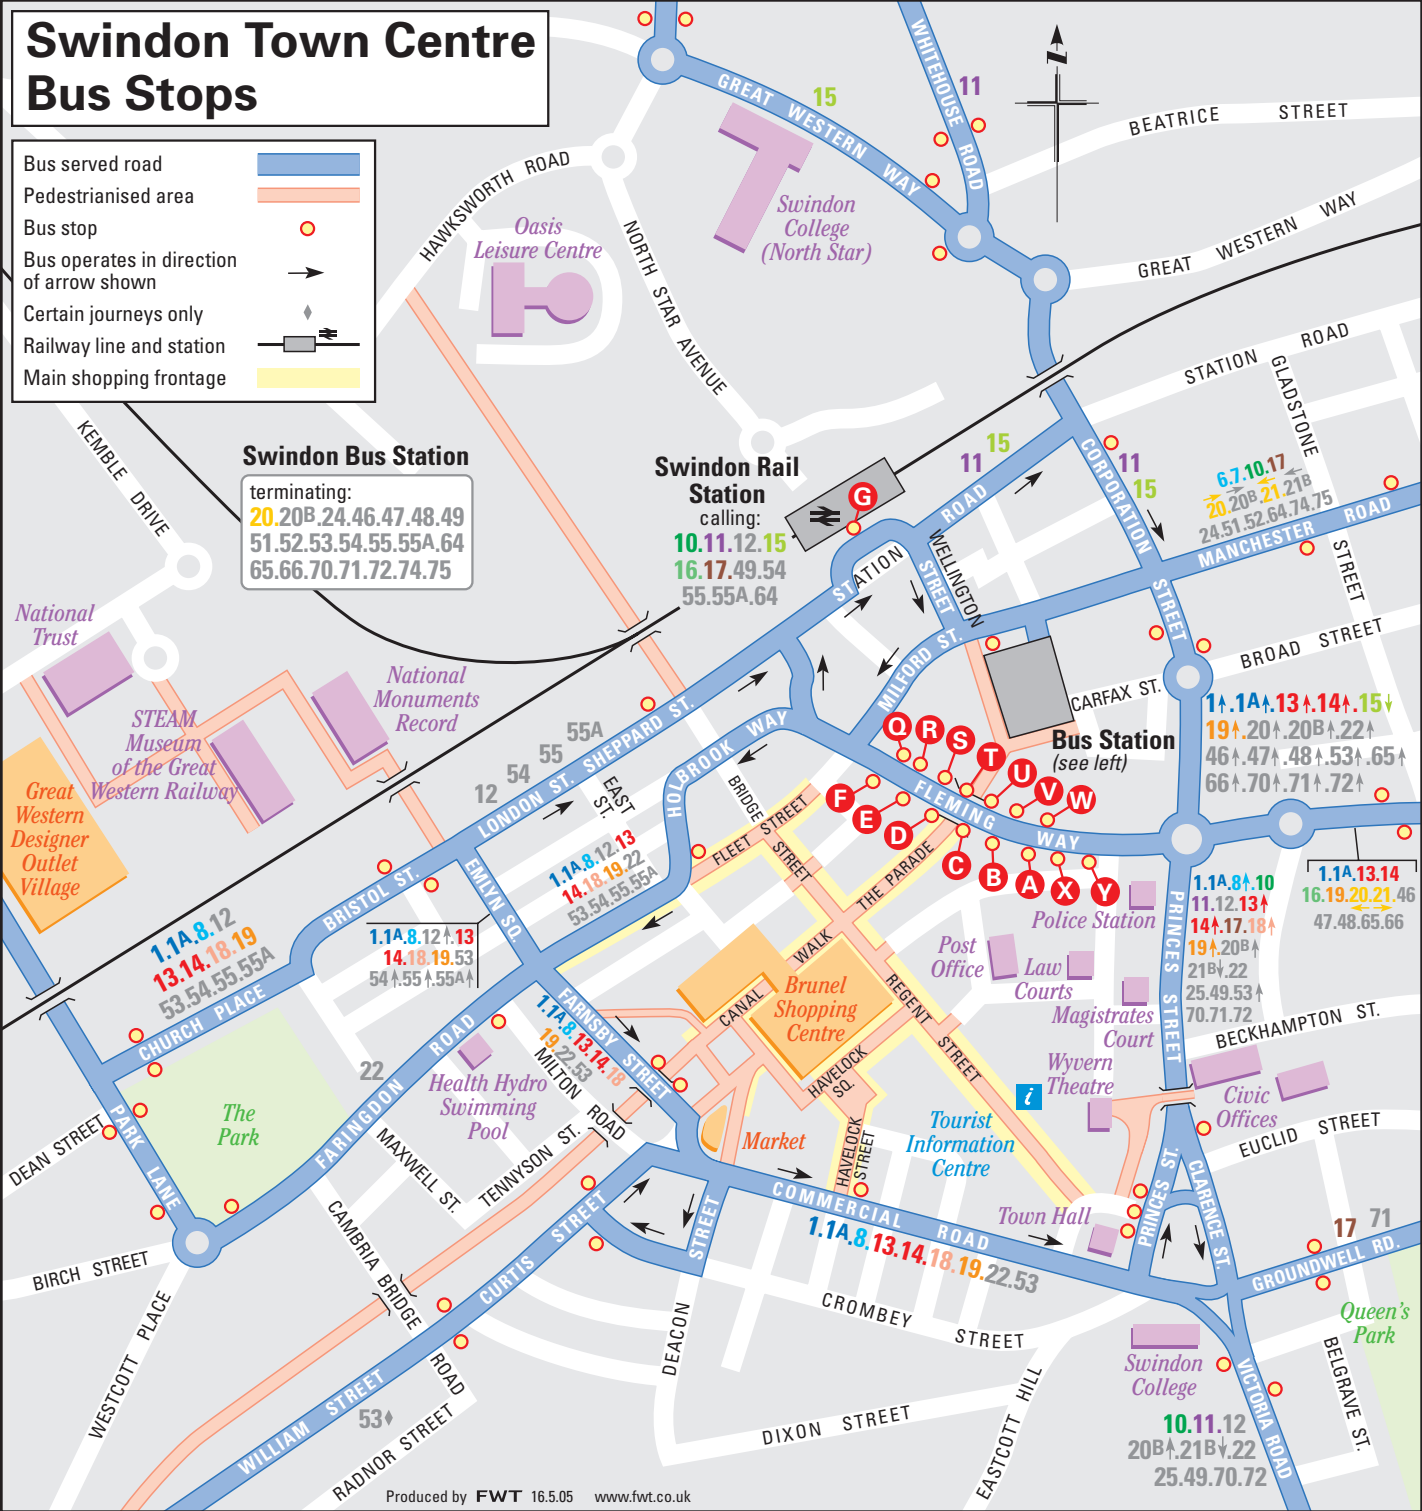 Swindon Town Centre
Bus Stops
Bus served road
Pedestrianised area
Bus stop
Bus operates in direction
of arrow shown
Certain journeys only
Railway line and station
Main shopping frontage
N
GREAT WESTERN WAY
15
WHITEHOUSE ROAD
11
BEATRICE STREET
GREAT WESTERN WAY
HAWKSWORTH ROAD
Oasis
Leisure Centre
NORTH STAR AVENUE
Swindon
College
(North Star)
STATION ROAD
GLADSTONE STREET
KEMBLE DRIVE
Swindon Bus Station
terminating:
20.20B.24.46.47.48.49
51.52.53.54.55.55A.64
65.66.70.71.72.74.75
Swindon Rail
Station
calling:
10.11.12.15
16.17.49.54
55.55A.64
G
11
15
STATION ROAD
CORPORATION STREET
11
15
6.7.10.17
20.20B.21.21B
24.51.52.64.74.75
MANCHESTER ROAD
STATION
WELLINGTON STREET
MILFORD ST.
BROAD STREET
CARFAX ST.
Bus Station
(see left)
1↑.1A↑.13↑.14↑.15↓
19↑.20↑.20B↑.22↑
46↑.47↑.48↑.53↑.65↑
66↑.70↑.71↑.72↑
National
Trust
STEAM
Museum
of the Great
Western Railway
National
Monuments
Record
Great
Western
Designer
Outlet
Village
12
54
55
55A
LONDON ST.
SHEPPARD ST.
EAST
ST.
HOLBROOK WAY
BRIDGE STREET
FLEET STREET
1.1A.8.12.13
14.18.19.22
53.54.55.55A
Q
R
S
T
U
V
W
F
E
D
C
B
A
X
Y
FLEMING WAY
THE PARADE
Police Station
Post
Office
Law
Courts
Magistrates
Court
Wyvern
Theatre
PRINCES STREET
1.1A.8↑.10
11.12.13↑
14↑.17.18↑
19↑.20B↑
21B↓.22
25.49.53↑
70.71.72
1.1A.13.14
16.19.20.21.46
47.48.65.66
BRISTOL ST.
EMLYN SQ.
1.1A.8.12
13.14.18.19
53.54.55.55A
1.1A.8.12↑.13
14.18.19.53
54↑.55↑.55A↑
CHURCH PLACE
WALK
CANAL
Brunel
Shopping
Centre
REGENT STREET
HAVELOCK
SQ.
HAVELOCK
STREET
BECKHAMPTON ST.
Civic
Offices
EUCLID STREET
FARNSBY STREET
1.1A.8.13.14.18
19.22.53
MILTON ROAD
22
FARINGDON ROAD
Health Hydro
Swimming
Pool
The
Park
PARK LANE
DEAN STREET
MAXWELL ST.
TENNYSON ST.
Market
i
Tourist
Information
Centre
Town Hall
COMMERCIAL ROAD
1.1A.8.13.14.18.19.22.53
PRINCES ST.
CLARENCE ST.
17
71
GROUNDWELL RD.
Queen's
Park
BIRCH STREET
WESTCOTT PLACE
CAMBRIA BRIDGE ROAD
CURTIS STREET
STREET
DEACON
CROMBEY STREET
Swindon
College
10.11.12
20B↑.21B↓.22
25.49.70.72
VICTORIA ROAD
BELGRAVE ST.
WILLIAM STREET
53♦
RADNOR STREET
DIXON STREET
EASTCOTT HILL
Produced by FWT 16.5.05 www.fwt.co.uk